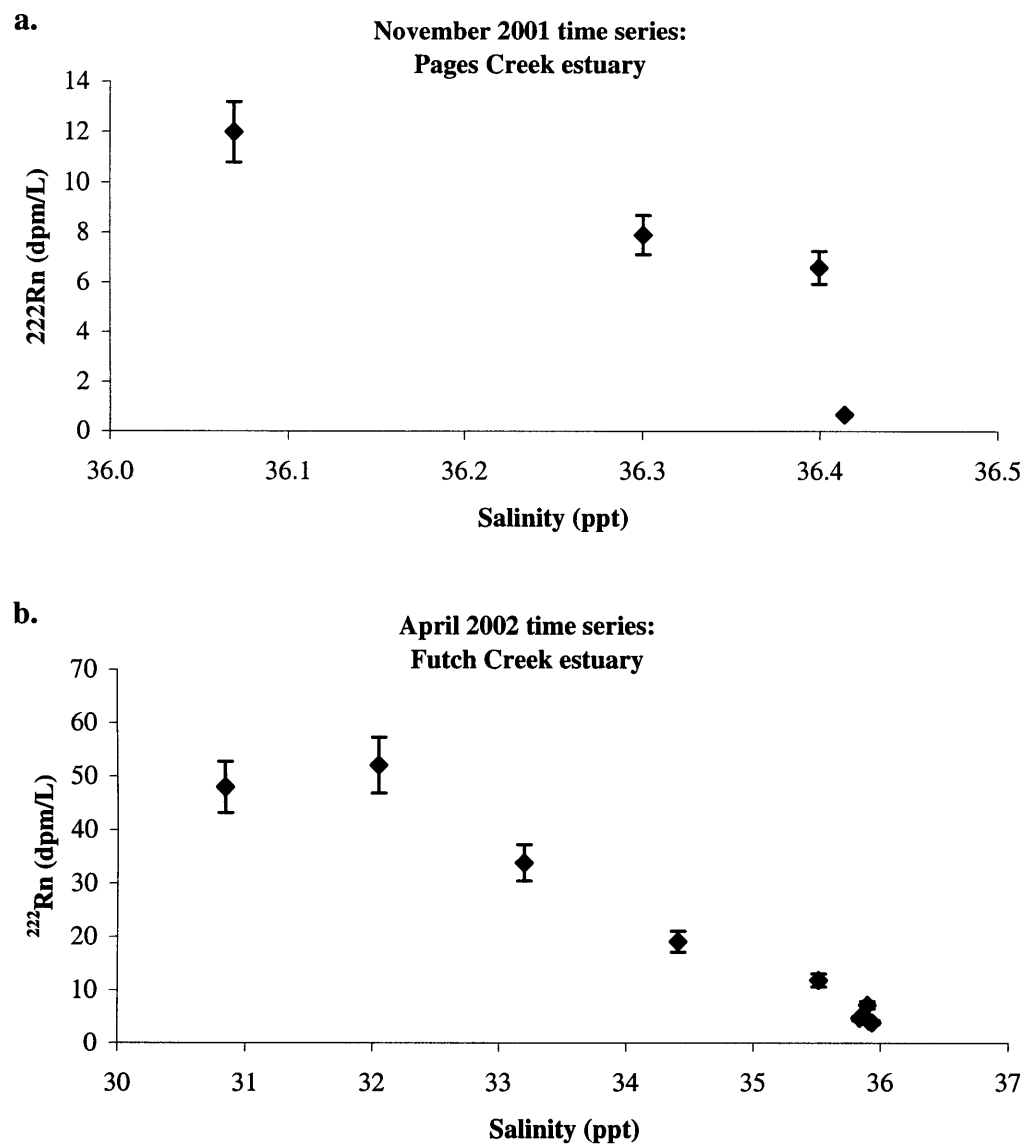 a.
November 2001 time series:
Pages Creek estuary
14
12
10
8
6
4
2
0
222Rn (dpm/L)
36.0 36.1 36.2 36.3 36.4 36.5
Salinity (ppt)
b.
April 2002 time series:
Futch Creek estuary
70
60
50
40
30
20
10
0
²²²Rn (dpm/L)
30 31 32 33 34 35 36 37
Salinity (ppt)